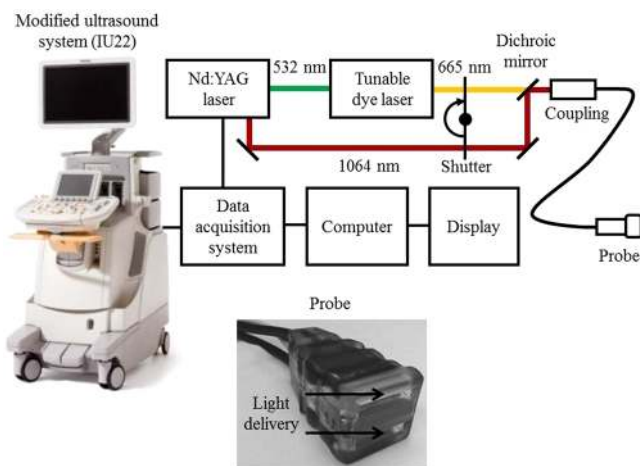 Modified ultrasound
system (IU22)
Nd:YAG
laser
532 nm
Tunable
dye laser
665 nm
Dichroic
mirror
Coupling
1064 nm
Shutter
Data
acquisition
system
Computer
Display
Probe
Probe
Light
delivery